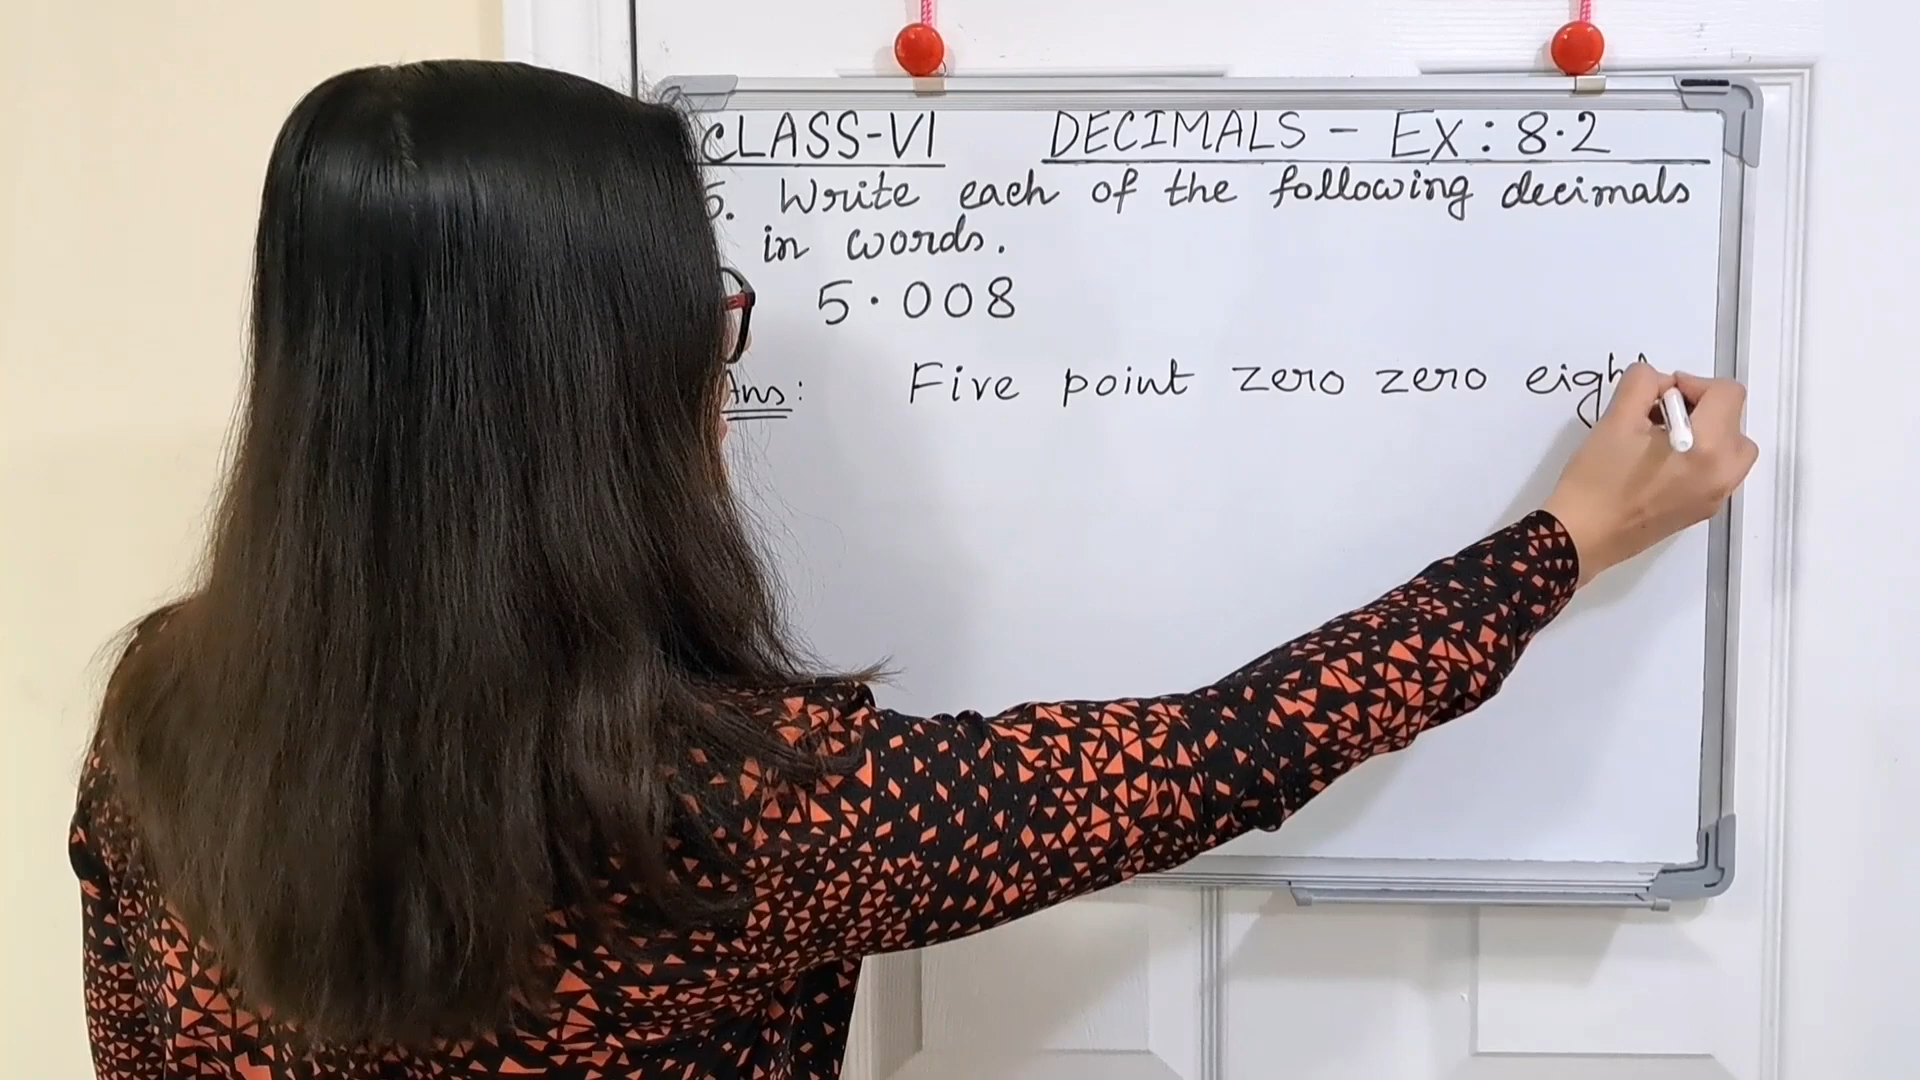 CLASS-VI DECIMALS - EX: 8.2
5. Write each of the following decimals
in words.
5.008
Ans: Five point zero zero eigh